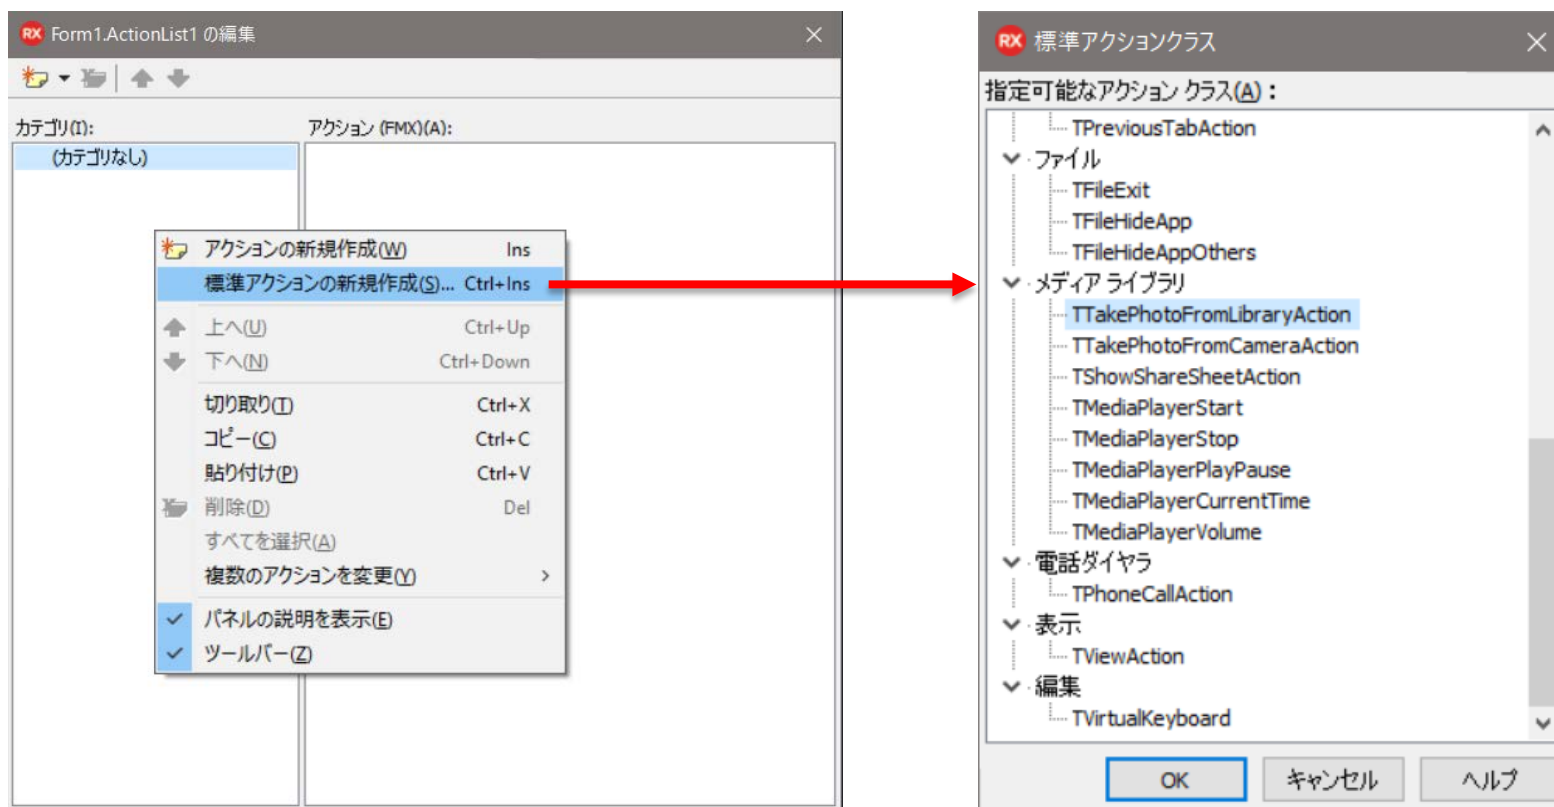 RX Form1.ActionList1 の編集
カテゴリ(I):
アクション (FMX)(A):
(カテゴリなし)
アクションの新規作成(W) Ins
標準アクションの新規作成(S)... Ctrl+Ins
上へ(U) Ctrl+Up
下へ(N) Ctrl+Down
切り取り(T) Ctrl+X
コピー(C) Ctrl+C
貼り付け(P) Ctrl+V
削除(D) Del
すべてを選択(A)
複数のアクションを変更(Y)
パネルの説明を表示(E)
ツールバー(Z)
RX 標準アクションクラス
指定可能なアクション クラス(A)：
TPreviousTabAction
ファイル
TFileExit
TFileHideApp
TFileHideAppOthers
メディア ライブラリ
TTakePhotoFromLibraryAction
TTakePhotoFromCameraAction
TShowShareSheetAction
TMediaPlayerStart
TMediaPlayerStop
TMediaPlayerPlayPause
TMediaPlayerCurrentTime
TMediaPlayerVolume
電話ダイヤラ
TPhoneCallAction
表示
TViewAction
編集
TVirtualKeyboard
OK
キャンセル
ヘルプ